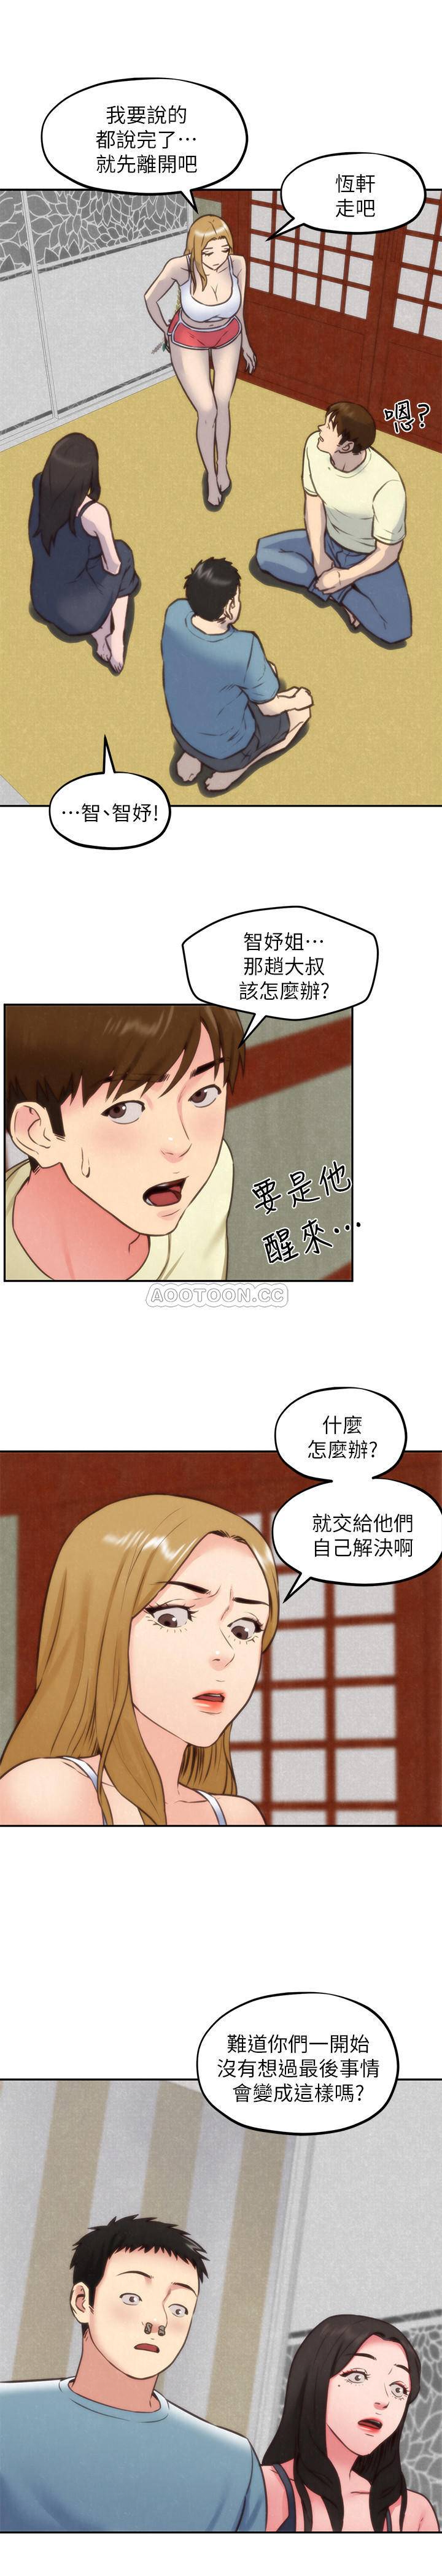 我要說的
都說完了…
就先離開吧
恆軒
走吧
嗯?
…智、智妤!
智妤姐…
那趙大叔
該怎麼辦?
要是他
醒來…
AOOTOON.CC
什麼
怎麼辦?
就交給他們
自己解決啊
難道你們一開始
沒有想過最後事情
會變成這樣嗎?